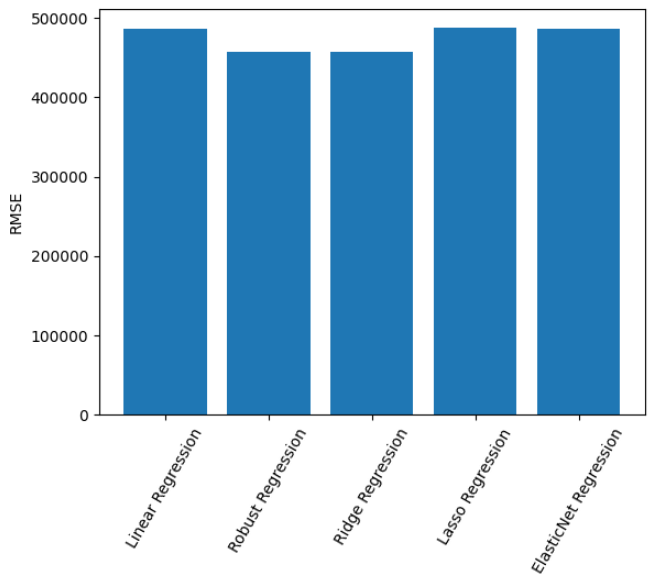 500000
400000
300000
200000
100000
0
RMSE
Linear Regression
Robust Regression
Ridge Regression
Lasso Regression
ElasticNet Regression